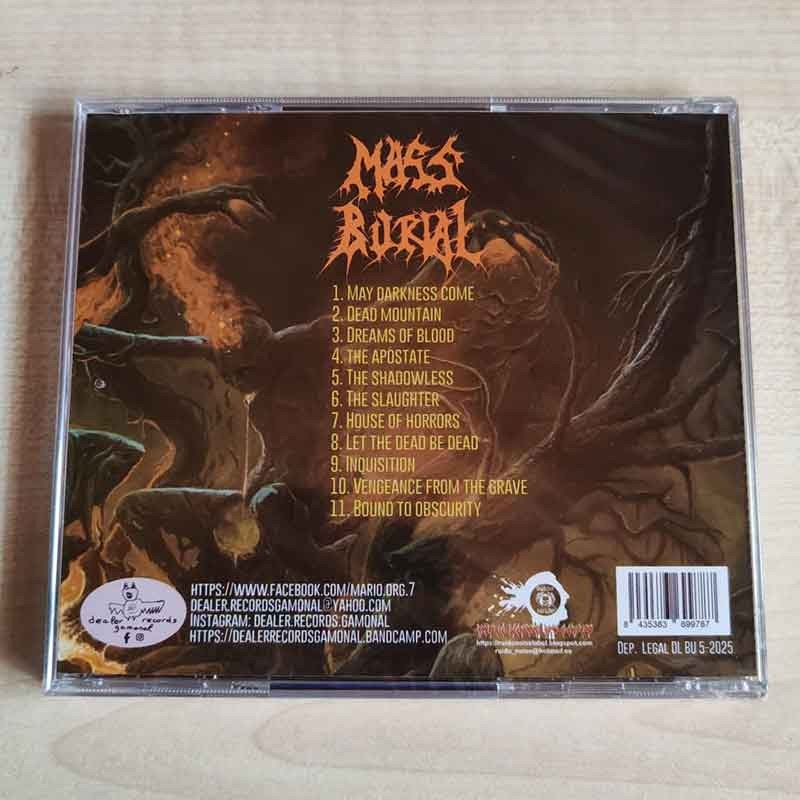 MASS
BURIAL
1. MAY DARKNESS COME
2. DEAD MOUNTAIN
3. DREAMS OF BLOOD
4. THE APOSTATE
5. THE SHADOWLESS
6. THE SLAUGHTER
7. HOUSE OF HORRORS
8. LET THE DEAD BE DEAD
9. INQUISITION
10. VENGEANCE FROM THE GRAVE
11. BOUND TO OBSCURITY
dealer records
gamonal
HTTPS://WWW.FACEBOOK.COM/MARIO.ORG.7
DEALER.RECORDSGAMONAL@YAHOO.COM
INSTAGRAM: DEALER.RECORDS.GAMONAL
HTTPS://DEALERRECORDSGAMONAL.BANDCAMP.COM
8 435383 699767
DEP. LEGAL DL BU 5-2025